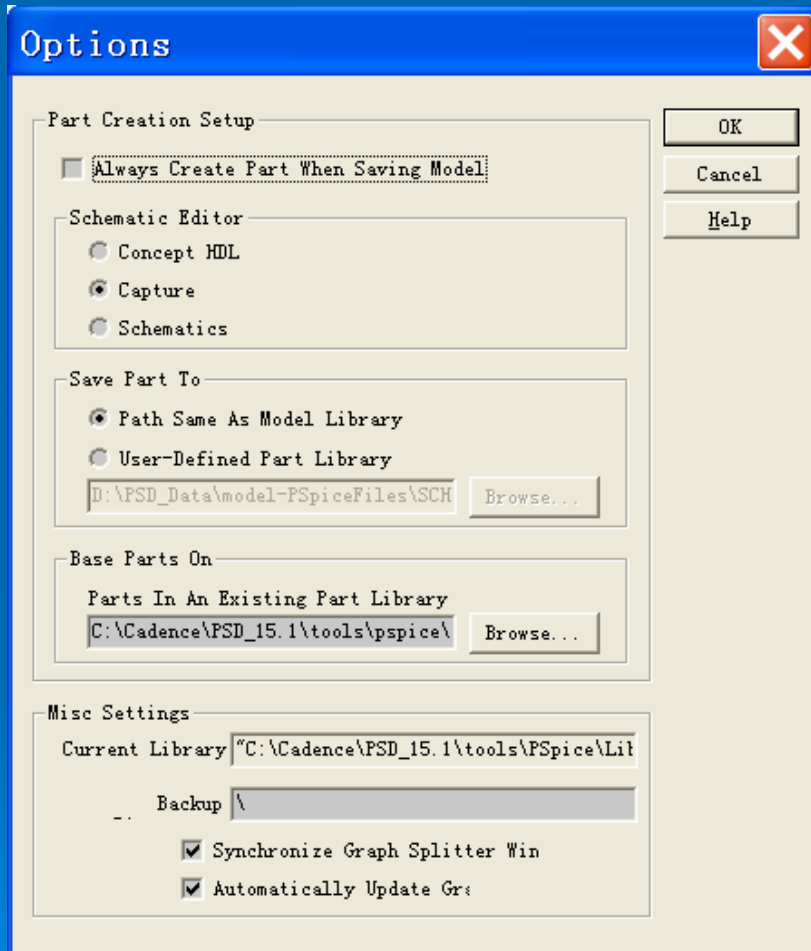 Options
Part Creation Setup
OK
Always Create Part When Saving Model
Cancel
Schematic Editor
Help
Concept HDL
Capture
Schematics
Save Part To
Path Same As Model Library
User-Defined Part Library
D:\PSD_Data\model-PSpiceFiles\SCH
Browse...
Base Parts On
Parts In An Existing Part Library
C:\Cadence\PSD_15.1\tools\pspice\
Browse...
Misc Settings
Current Library "C:\Cadence\PSD_15.1\tools\PSpice\Lib
Backup \
Synchronize Graph Splitter Win
Automatically Update